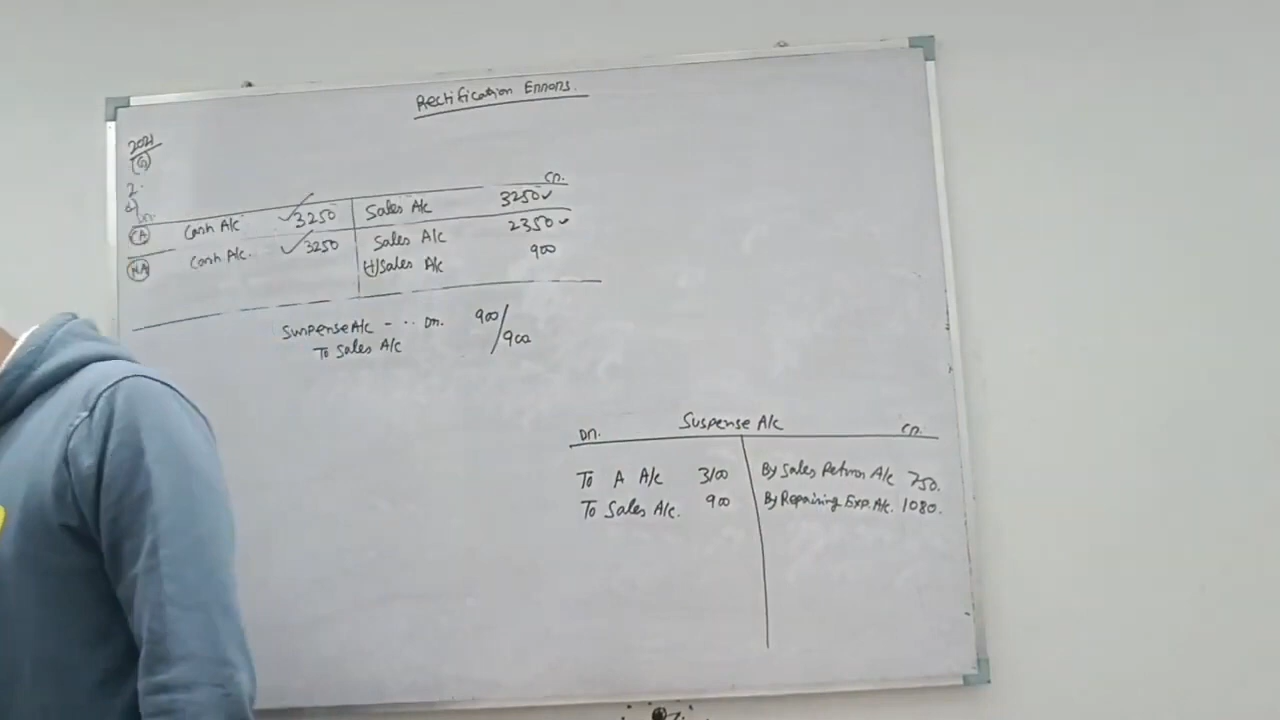 Rectification Errors.
2021
(G)
2.
d)
Dr. Cr.
(CA) Cash A/c 3250 Sales A/c 3250
(NA) Cash A/c. 3250 Sales A/c 2350
(+) Sales A/c 900
Suspense A/c - .. Dr. 900
To Sales A/c 900
Dr. Suspense A/c Cr.
To A A/c 3100 By Sales Return A/c 750.
To Sales A/c. 900 By Repairing Exp. A/c. 1080.